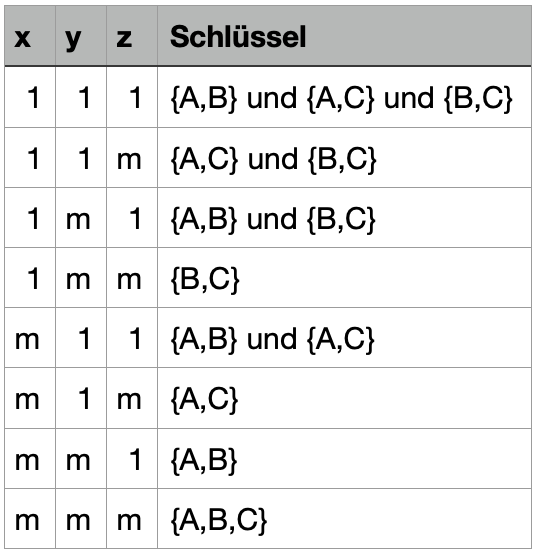 x y z Schlüssel
1 1 1 {A,B} und {A,C} und {B,C}
1 1 m {A,C} und {B,C}
1 m 1 {A,B} und {B,C}
1 m m {B,C}
m 1 1 {A,B} und {A,C}
m 1 m {A,C}
m m 1 {A,B}
m m m {A,B,C}